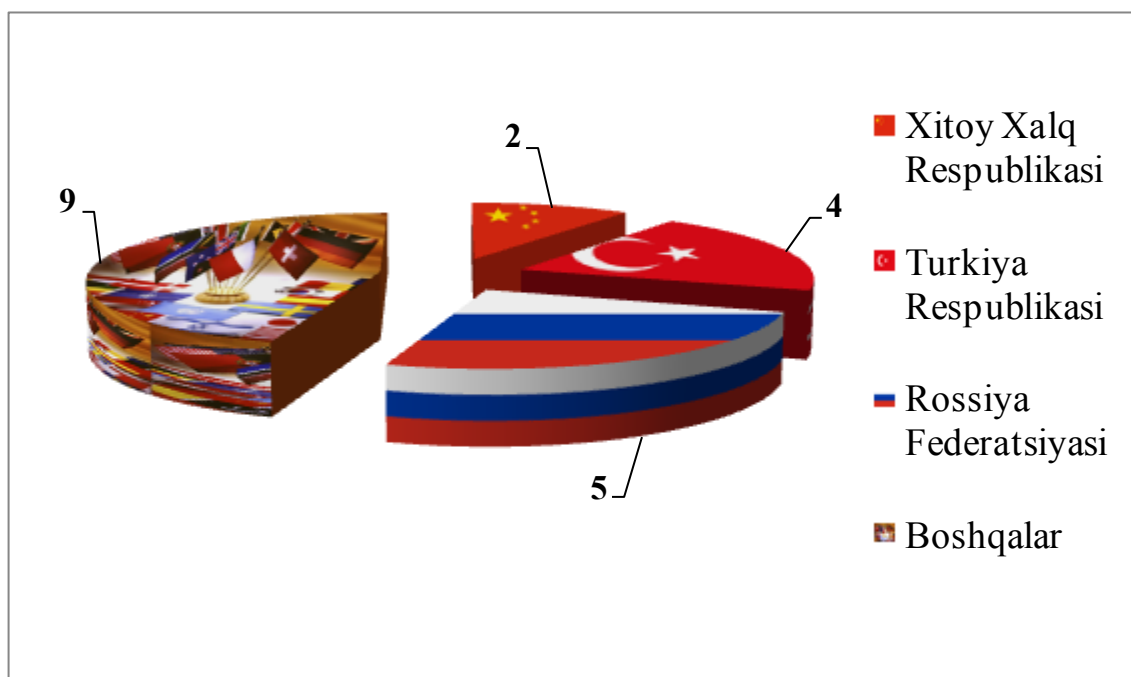 2
4
9
5
Xitoy Xalq
Respublikasi
Turkiya
Respublikasi
Rossiya
Federatsiyasi
Boshqalar